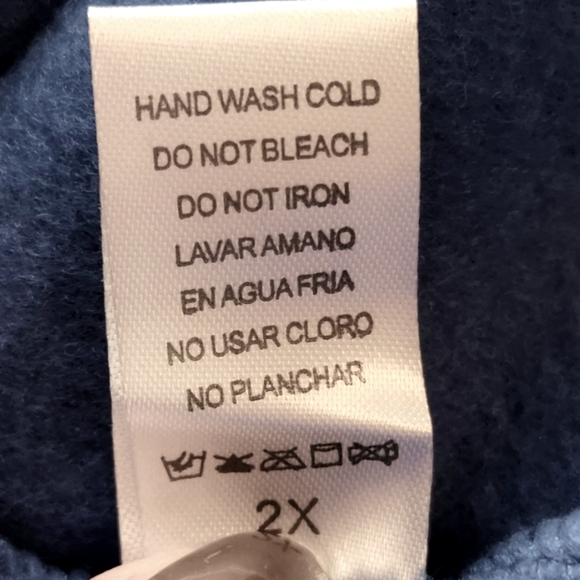 HAND WASH COLD
DO NOT BLEACH
DO NOT IRON
LAVAR AMANO
EN AGUA FRIA
NO USAR CLORO
NO PLANCHAR
2X